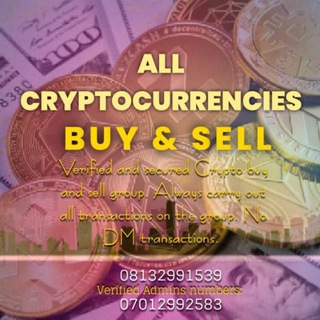 ALL
CRYPTOCURRENCIES
BUY & SELL
Verified and secured Crypto buy
and sell group. Always carry out
all transactions on the group. No
DM transactions.
08132991539
Verified Admins numbers:
07012992583
100